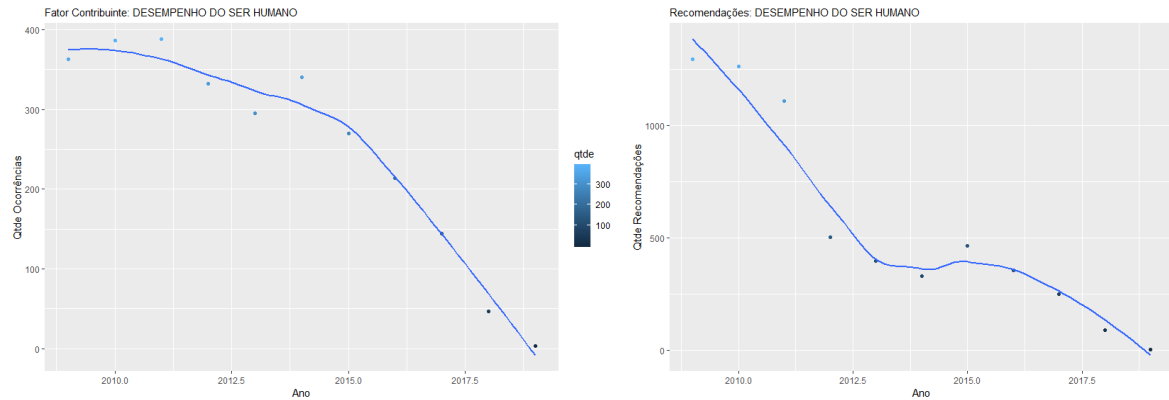 Fator Contribuinte: DESEMPENHO DO SER HUMANO
400
300
200
100
0
Qtde Ocorrências
2010.0 2012.5 2015.0 2017.5
Ano
qtde
300
200
100
Recomendações: DESEMPENHO DO SER HUMANO
1000
500
0
Qtde Recomendações
2010.0 2012.5 2015.0 2017.5
Ano